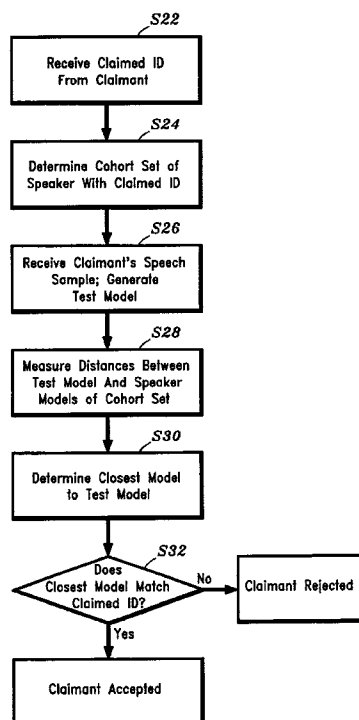 S22
Receive Claimed ID
From Claimant
S24
Determine Cohort Set of
Speaker With Claimed ID
S26
Receive Claimant's Speech
Sample; Generate
Test Model
S28
Measure Distances Between
Test Model And Speaker
Models of Cohort Set
S30
Determine Closest Model
to Test Model
S32
Does
Closest Model Match
Claimed ID?
No
Claimant Rejected
Yes
Claimant Accepted